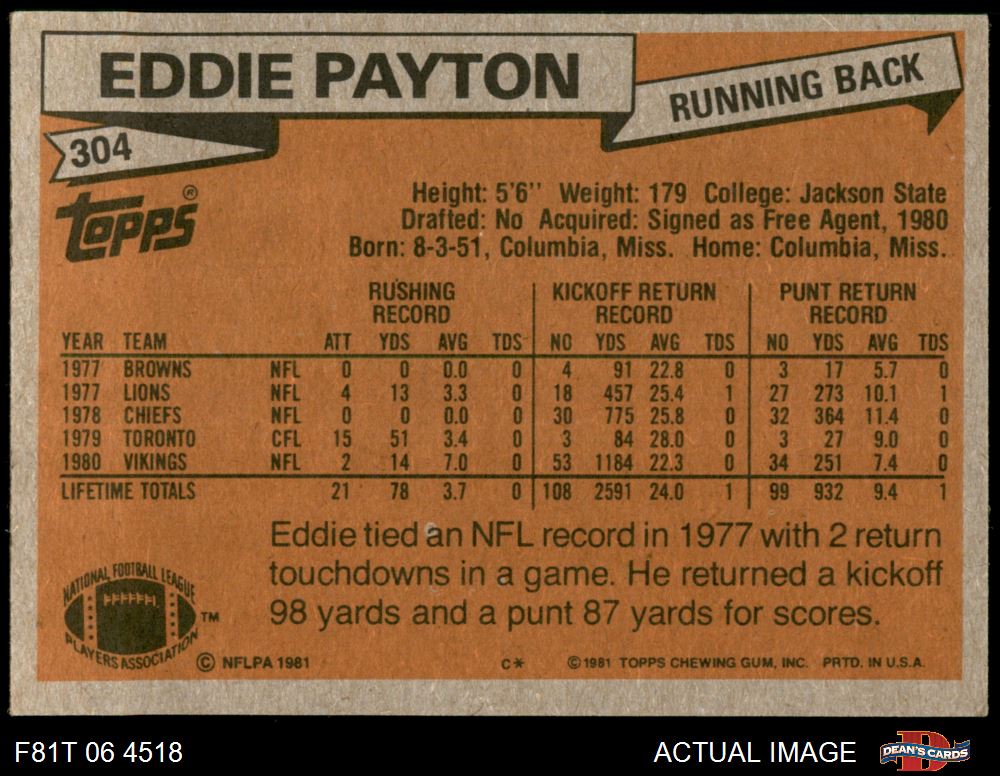 EDDIE PAYTON
RUNNING BACK
304
TOPPS®
Height: 5'6'' Weight: 179 College: Jackson State
Drafted: No Acquired: Signed as Free Agent, 1980
Born: 8-3-51, Columbia, Miss. Home: Columbia, Miss.
RUSHING RECORD KICKOFF RETURN RECORD PUNT RETURN RECORD
YEAR TEAM ATT YDS AVG TDS NO YDS AVG TDS NO YDS AVG TDS
1977 BROWNS NFL 0 0 0.0 0 4 91 22.8 0 3 17 5.7 0
1977 LIONS NFL 4 13 3.3 0 18 457 25.4 1 27 273 10.1 1
1978 CHIEFS NFL 0 0 0.0 0 30 775 25.8 0 32 364 11.4 0
1979 TORONTO CFL 15 51 3.4 0 3 84 28.0 0 3 27 9.0 0
1980 VIKINGS NFL 2 14 7.0 0 53 1184 22.3 0 34 251 7.4 0
LIFETIME TOTALS 21 78 3.7 0 108 2591 24.0 1 99 932 9.4 1
Eddie tied an NFL record in 1977 with 2 return
touchdowns in a game. He returned a kickoff
98 yards and a punt 87 yards for scores.
NATIONAL FOOTBALL LEAGUE
PLAYERS ASSOCIATION
™
© NFLPA 1981 C* © 1981 TOPPS CHEWING GUM, INC. PRTD. IN U.S.A.
F81T 06 4518 ACTUAL IMAGE D DEAN'S CARDS